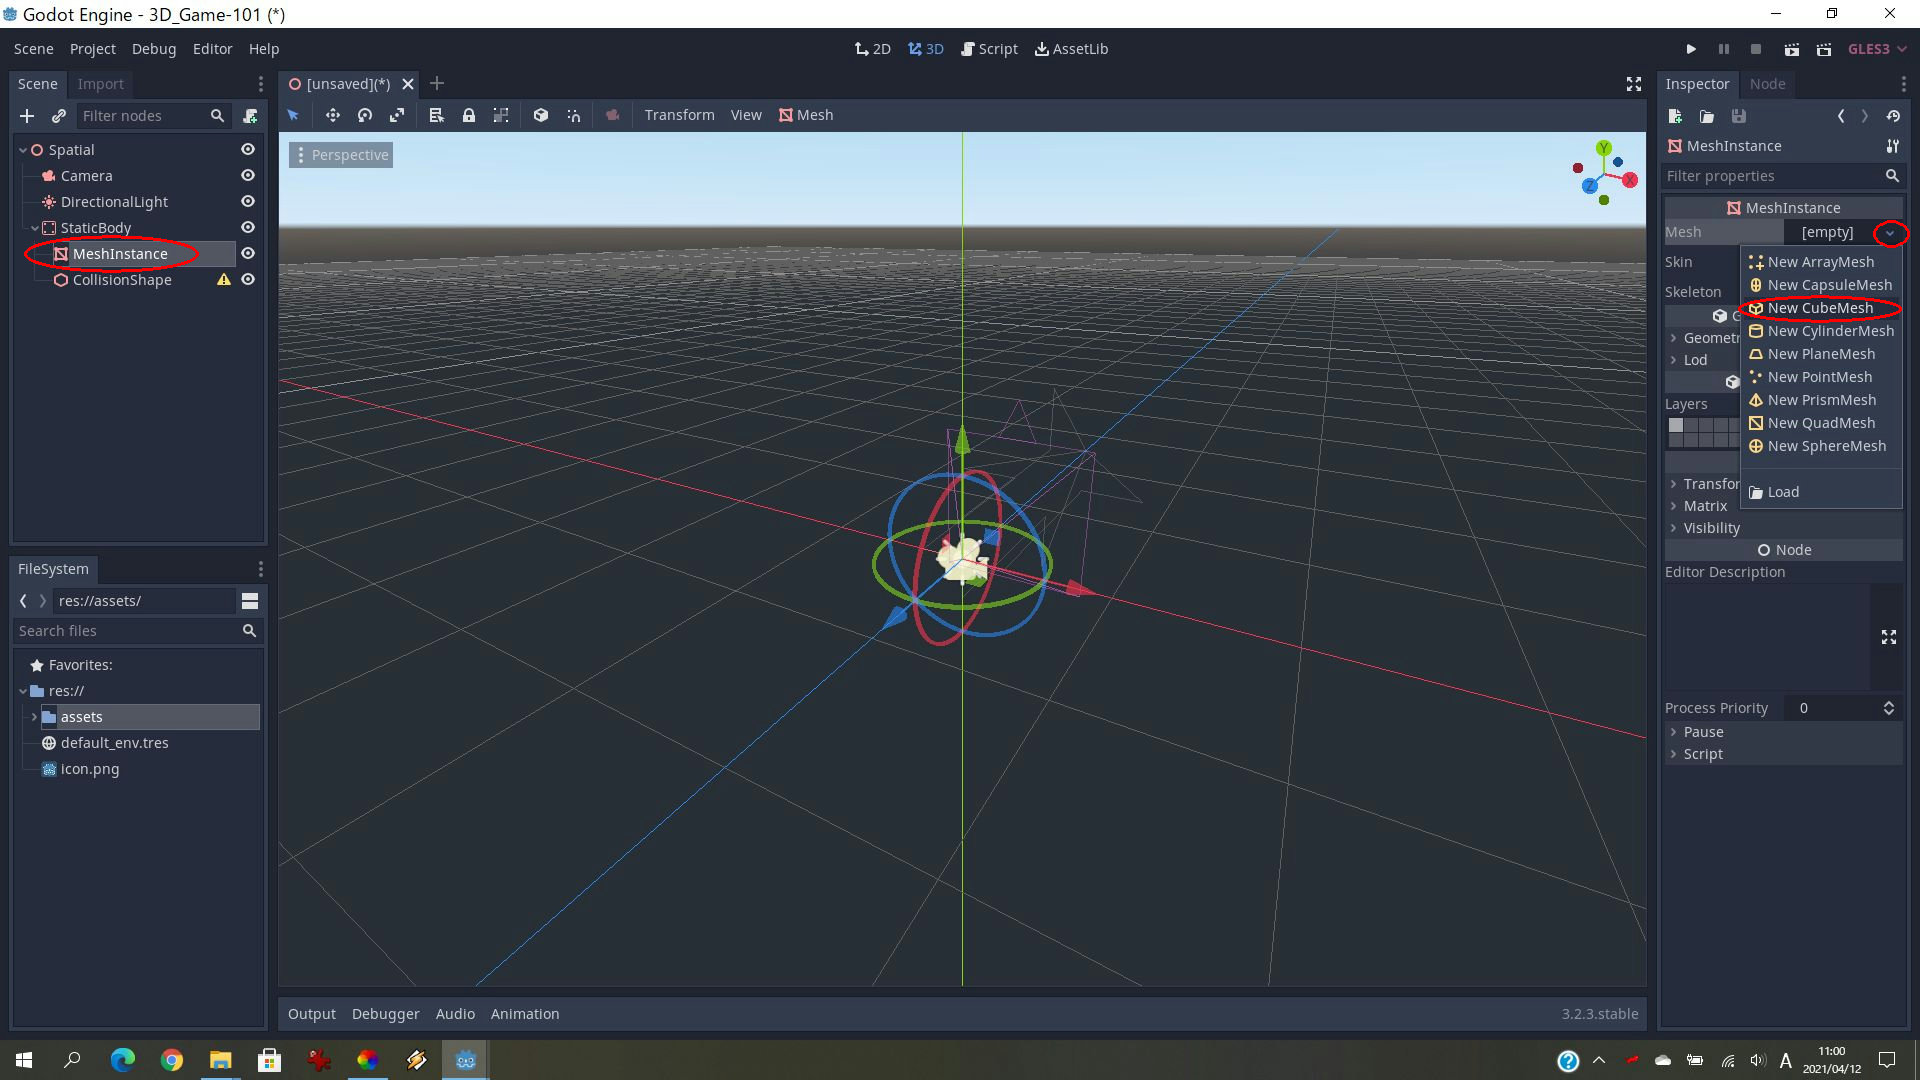 Godot Engine - 3D_Game-101 (*)
Scene Project Debug Editor Help
2D 3D Script AssetLib
GLES3
Scene Import
[unsaved](*)
Inspector Node
Filter nodes
Transform View Mesh
Spatial
Camera
DirectionalLight
StaticBody
MeshInstance
CollisionShape
Perspective
Y
X
Z
MeshInstance
Filter properties
MeshInstance
Mesh [empty]
Skin
Skeleton
G
Geometr
Lod
Layers
Transfor
Matrix
Visibility
New ArrayMesh
New CapsuleMesh
New CubeMesh
New CylinderMesh
New PlaneMesh
New PointMesh
New PrismMesh
New QuadMesh
New SphereMesh
Load
Node
Editor Description
Process Priority 0
Pause
Script
FileSystem
res://assets/
Search files
Favorites:
res://
assets
default_env.tres
icon.png
Output Debugger Audio Animation
3.2.3.stable
A
11:00
2021/04/12